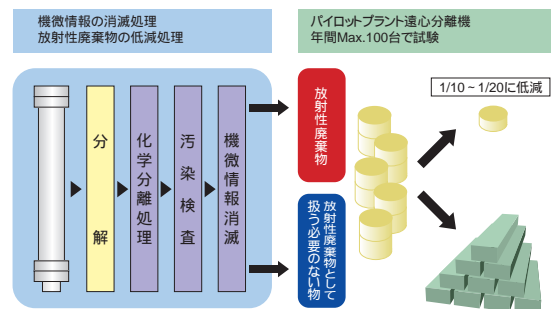 機微情報の消滅処理
放射性廃棄物の低減処理
パイロットプラント遠心分離機
年間Max.100台で試験
分解
化学分離処理
汚染検査
機微情報消滅
放射性廃棄物
放射性廃棄物として
扱う必要のない物
1/10～1/20に低減